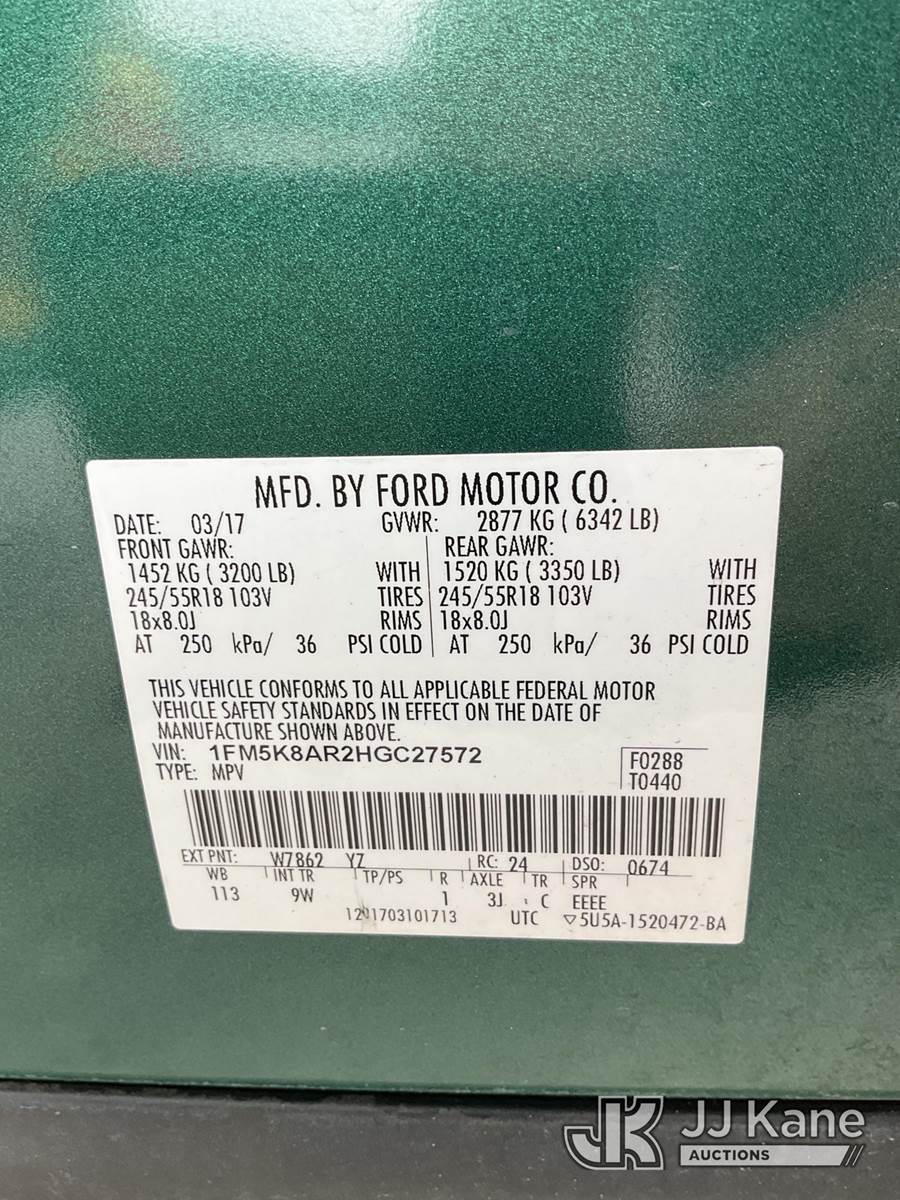 MFD. BY FORD MOTOR CO.
DATE: 03/17 GVWR: 2877 KG ( 6342 LB)
FRONT GAWR: REAR GAWR:
1452 KG ( 3200 LB) WITH 1520 KG ( 3350 LB) WITH
245/55R18 103V TIRES 245/55R18 103V TIRES
18x8.0J RIMS 18x8.0J RIMS
AT 250 kPa/ 36 PSI COLD AT 250 kPa/ 36 PSI COLD
THIS VEHICLE CONFORMS TO ALL APPLICABLE FEDERAL MOTOR
VEHICLE SAFETY STANDARDS IN EFFECT ON THE DATE OF
MANUFACTURE SHOWN ABOVE.
VIN: 1FM5K8AR2HGC27572 F0288
TYPE: MPV T0440
EXT PNT: W7862 YZ RC: 24 DSO: 0674
WB INT TR TP/PS R AXLE TR SPR
113 9W 1 3J C EEEE
1703101713 UTC 5U5A-1520472-BA
JK JJ Kane
AUCTIONS